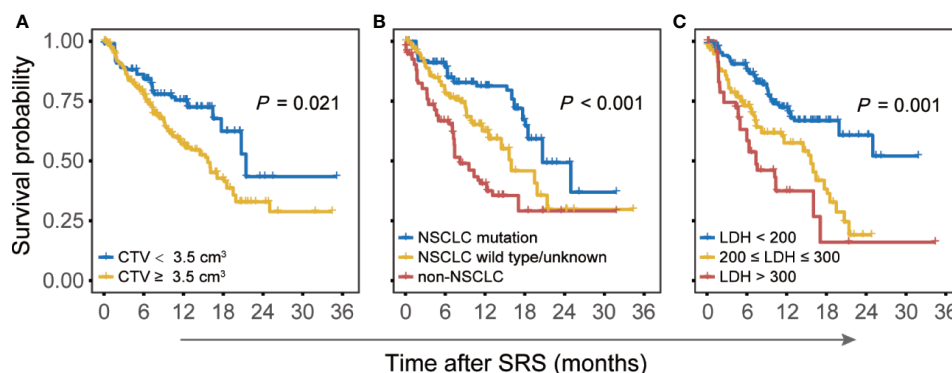 A B C
Survival probability
1.00
0.75
0.50
0.25
0.00
P = 0.021
CTV < 3.5 cm³
CTV ≥ 3.5 cm³
0 6 12 18 24 30 36
P < 0.001
NSCLC mutation
NSCLC wild type/unknown
non-NSCLC
0 6 12 18 24 30 36
P = 0.001
LDH < 200
200 ≤ LDH ≤ 300
LDH > 300
0 6 12 18 24 30 36
Time after SRS (months)